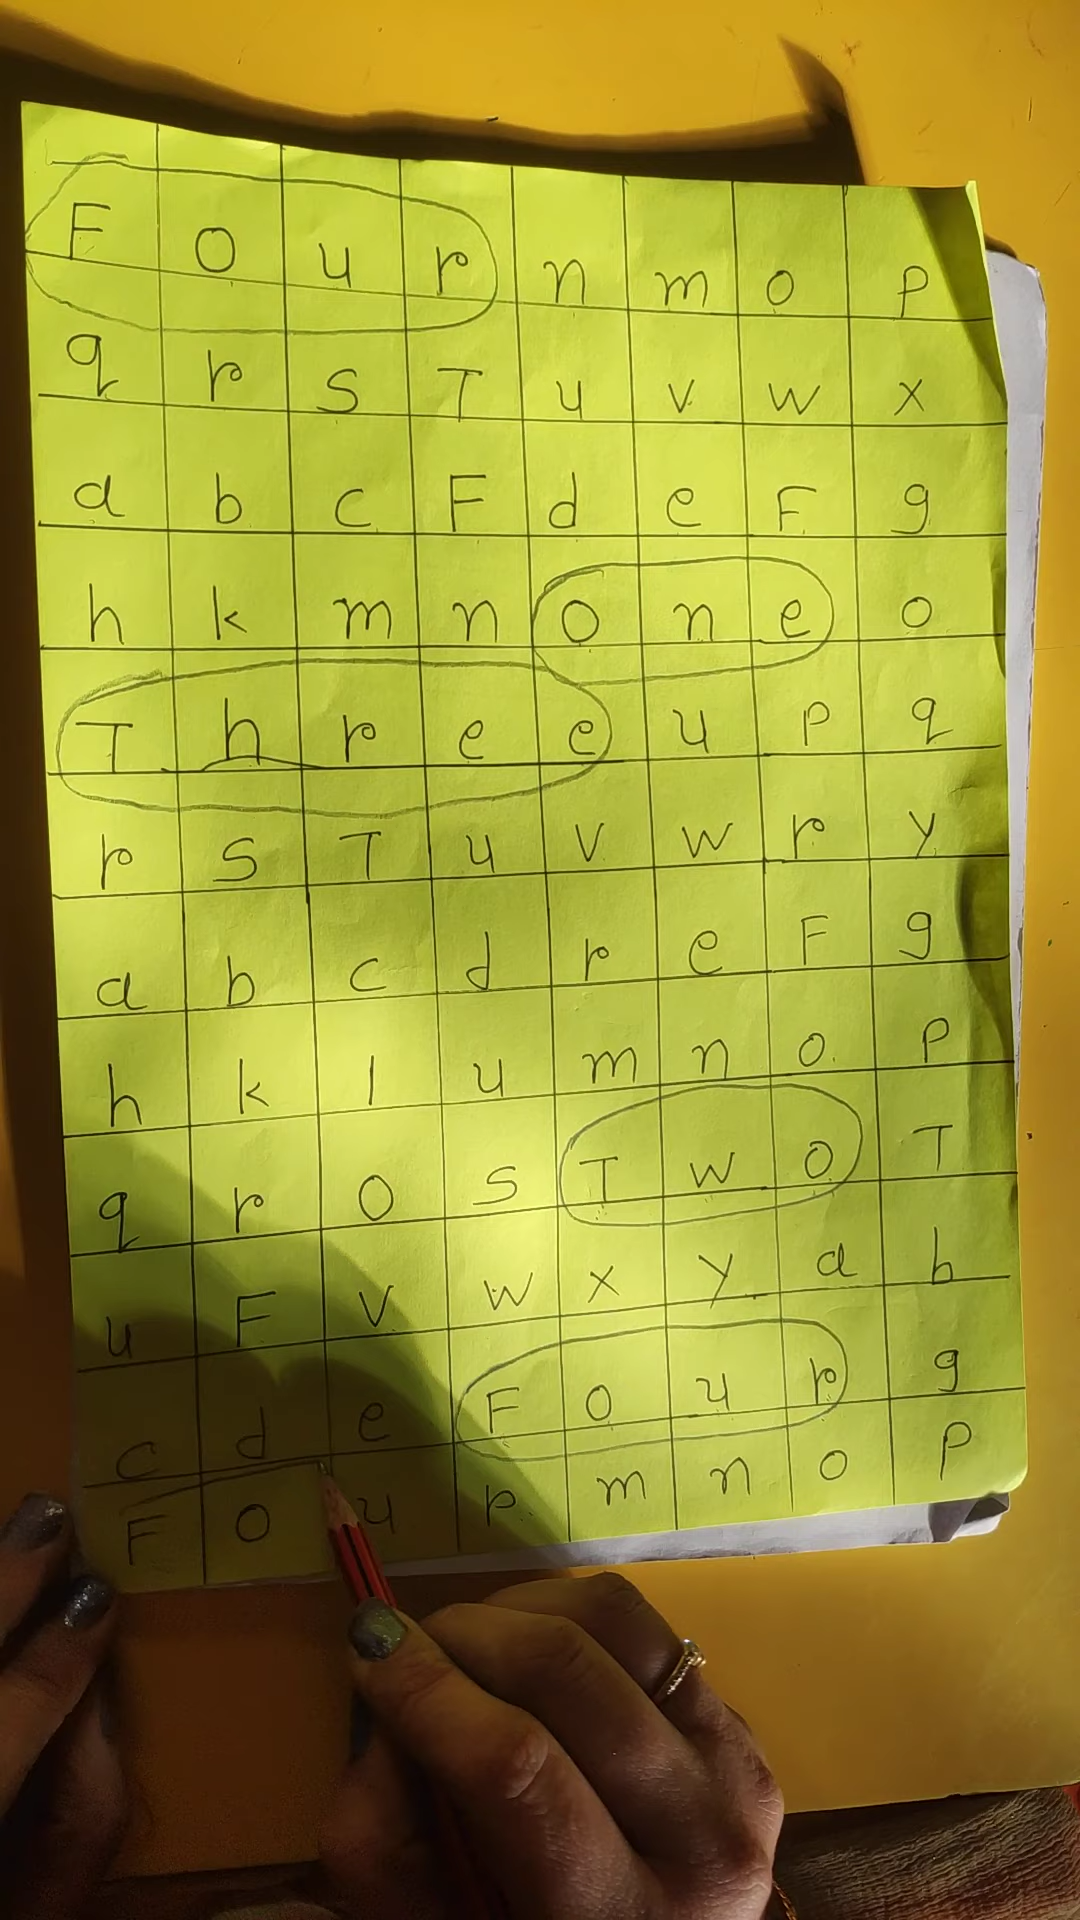 F o u r n m o p
q r s T u v w x
a b c F d e F g
h k m n o n e o
T h r e e u p q
r s T u v w r y
a b c d r e F g
h k l u m n o p
q r o s T w o T
u F v w x y a b
c d e F o u r g
F o u r m n o p